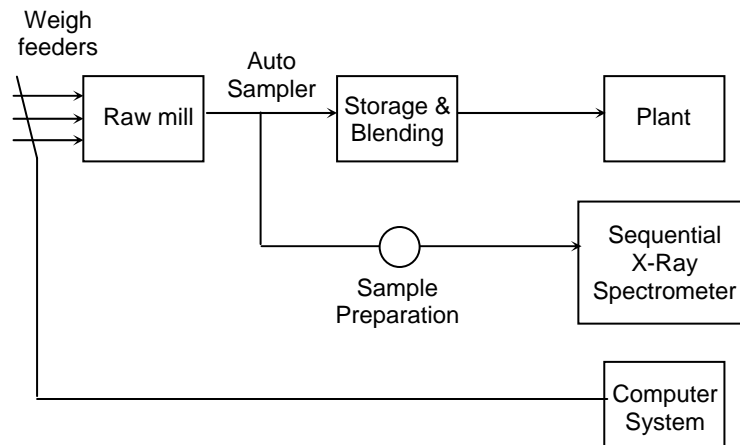 Weigh
feeders
Auto
Sampler
Raw mill
Storage &
Blending
Plant
Sample
Preparation
Sequential
X-Ray
Spectrometer
Computer
System